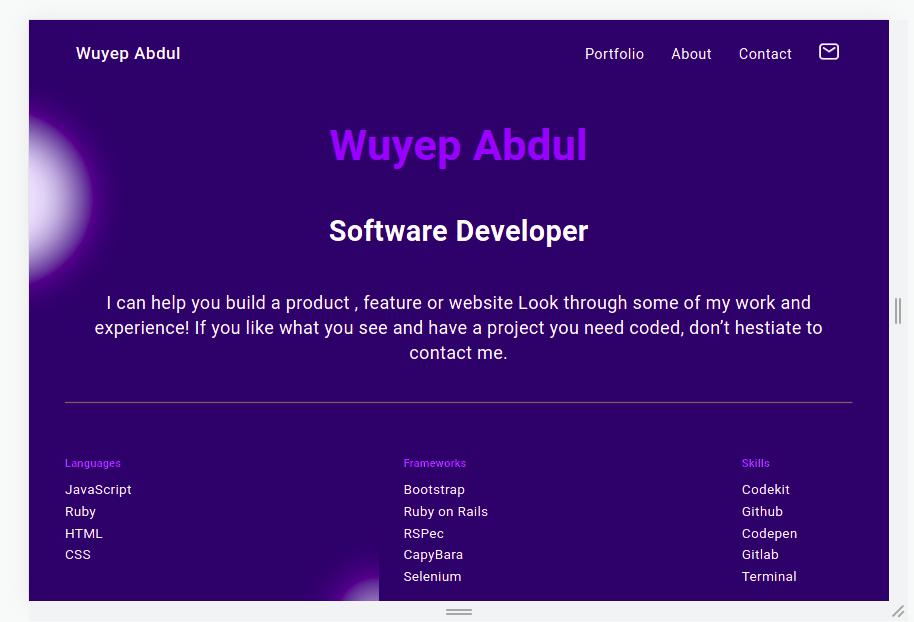 Wuyep Abdul
Portfolio About Contact
Wuyep Abdul
Software Developer
I can help you build a product , feature or website Look through some of my work and
experience! If you like what you see and have a project you need coded, don’t hestiate to
contact me.
Languages
JavaScript
Ruby
HTML
CSS
Frameworks
Bootstrap
Ruby on Rails
RSPec
CapyBara
Selenium
Skills
Codekit
Github
Codepen
Gitlab
Terminal